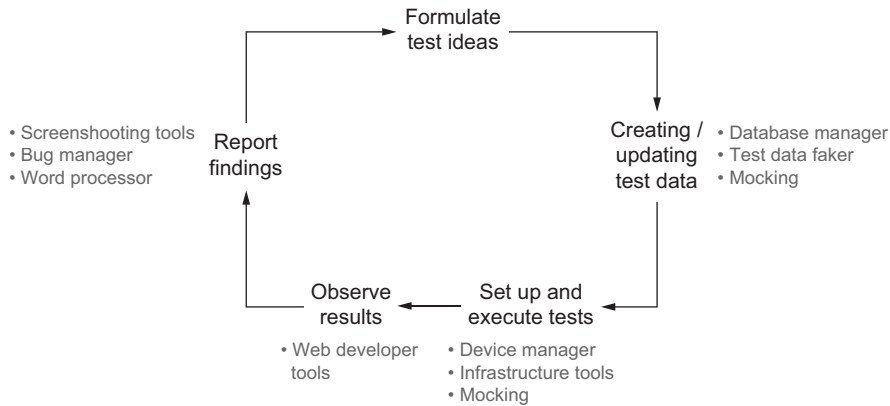 Formulate
test ideas
• Screenshooting tools
• Bug manager
• Word processor
Report
findings
Creating /
updating
test data
• Database manager
• Test data faker
• Mocking
Observe
results
• Web developer
tools
Set up and
execute tests
• Device manager
• Infrastructure tools
• Mocking